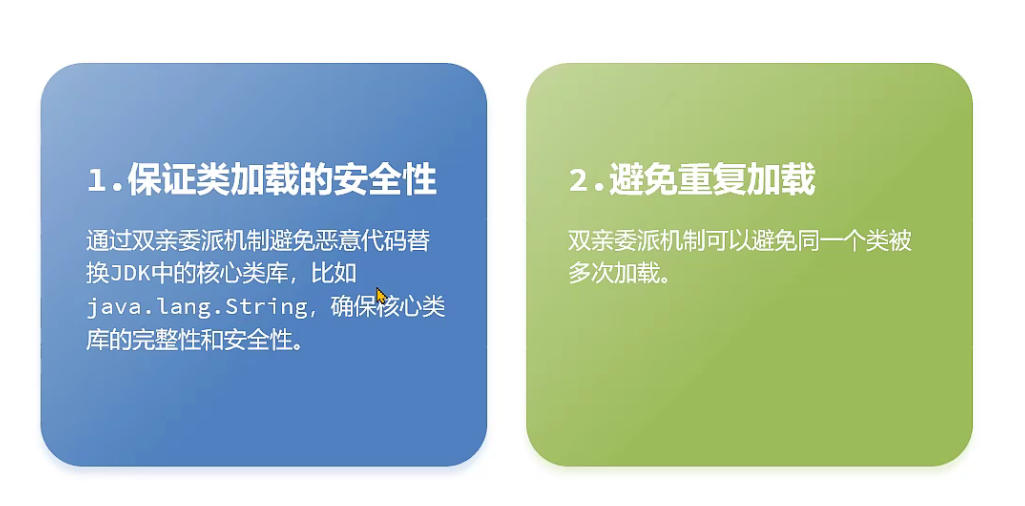 1.保证类加载的安全性
通过双亲委派机制避免恶意代码替
换JDK中的核心类库，比如
java.lang.String，确保核心类
库的完整性和安全性。
2.避免重复加载
双亲委派机制可以避免同一个类被
多次加载。